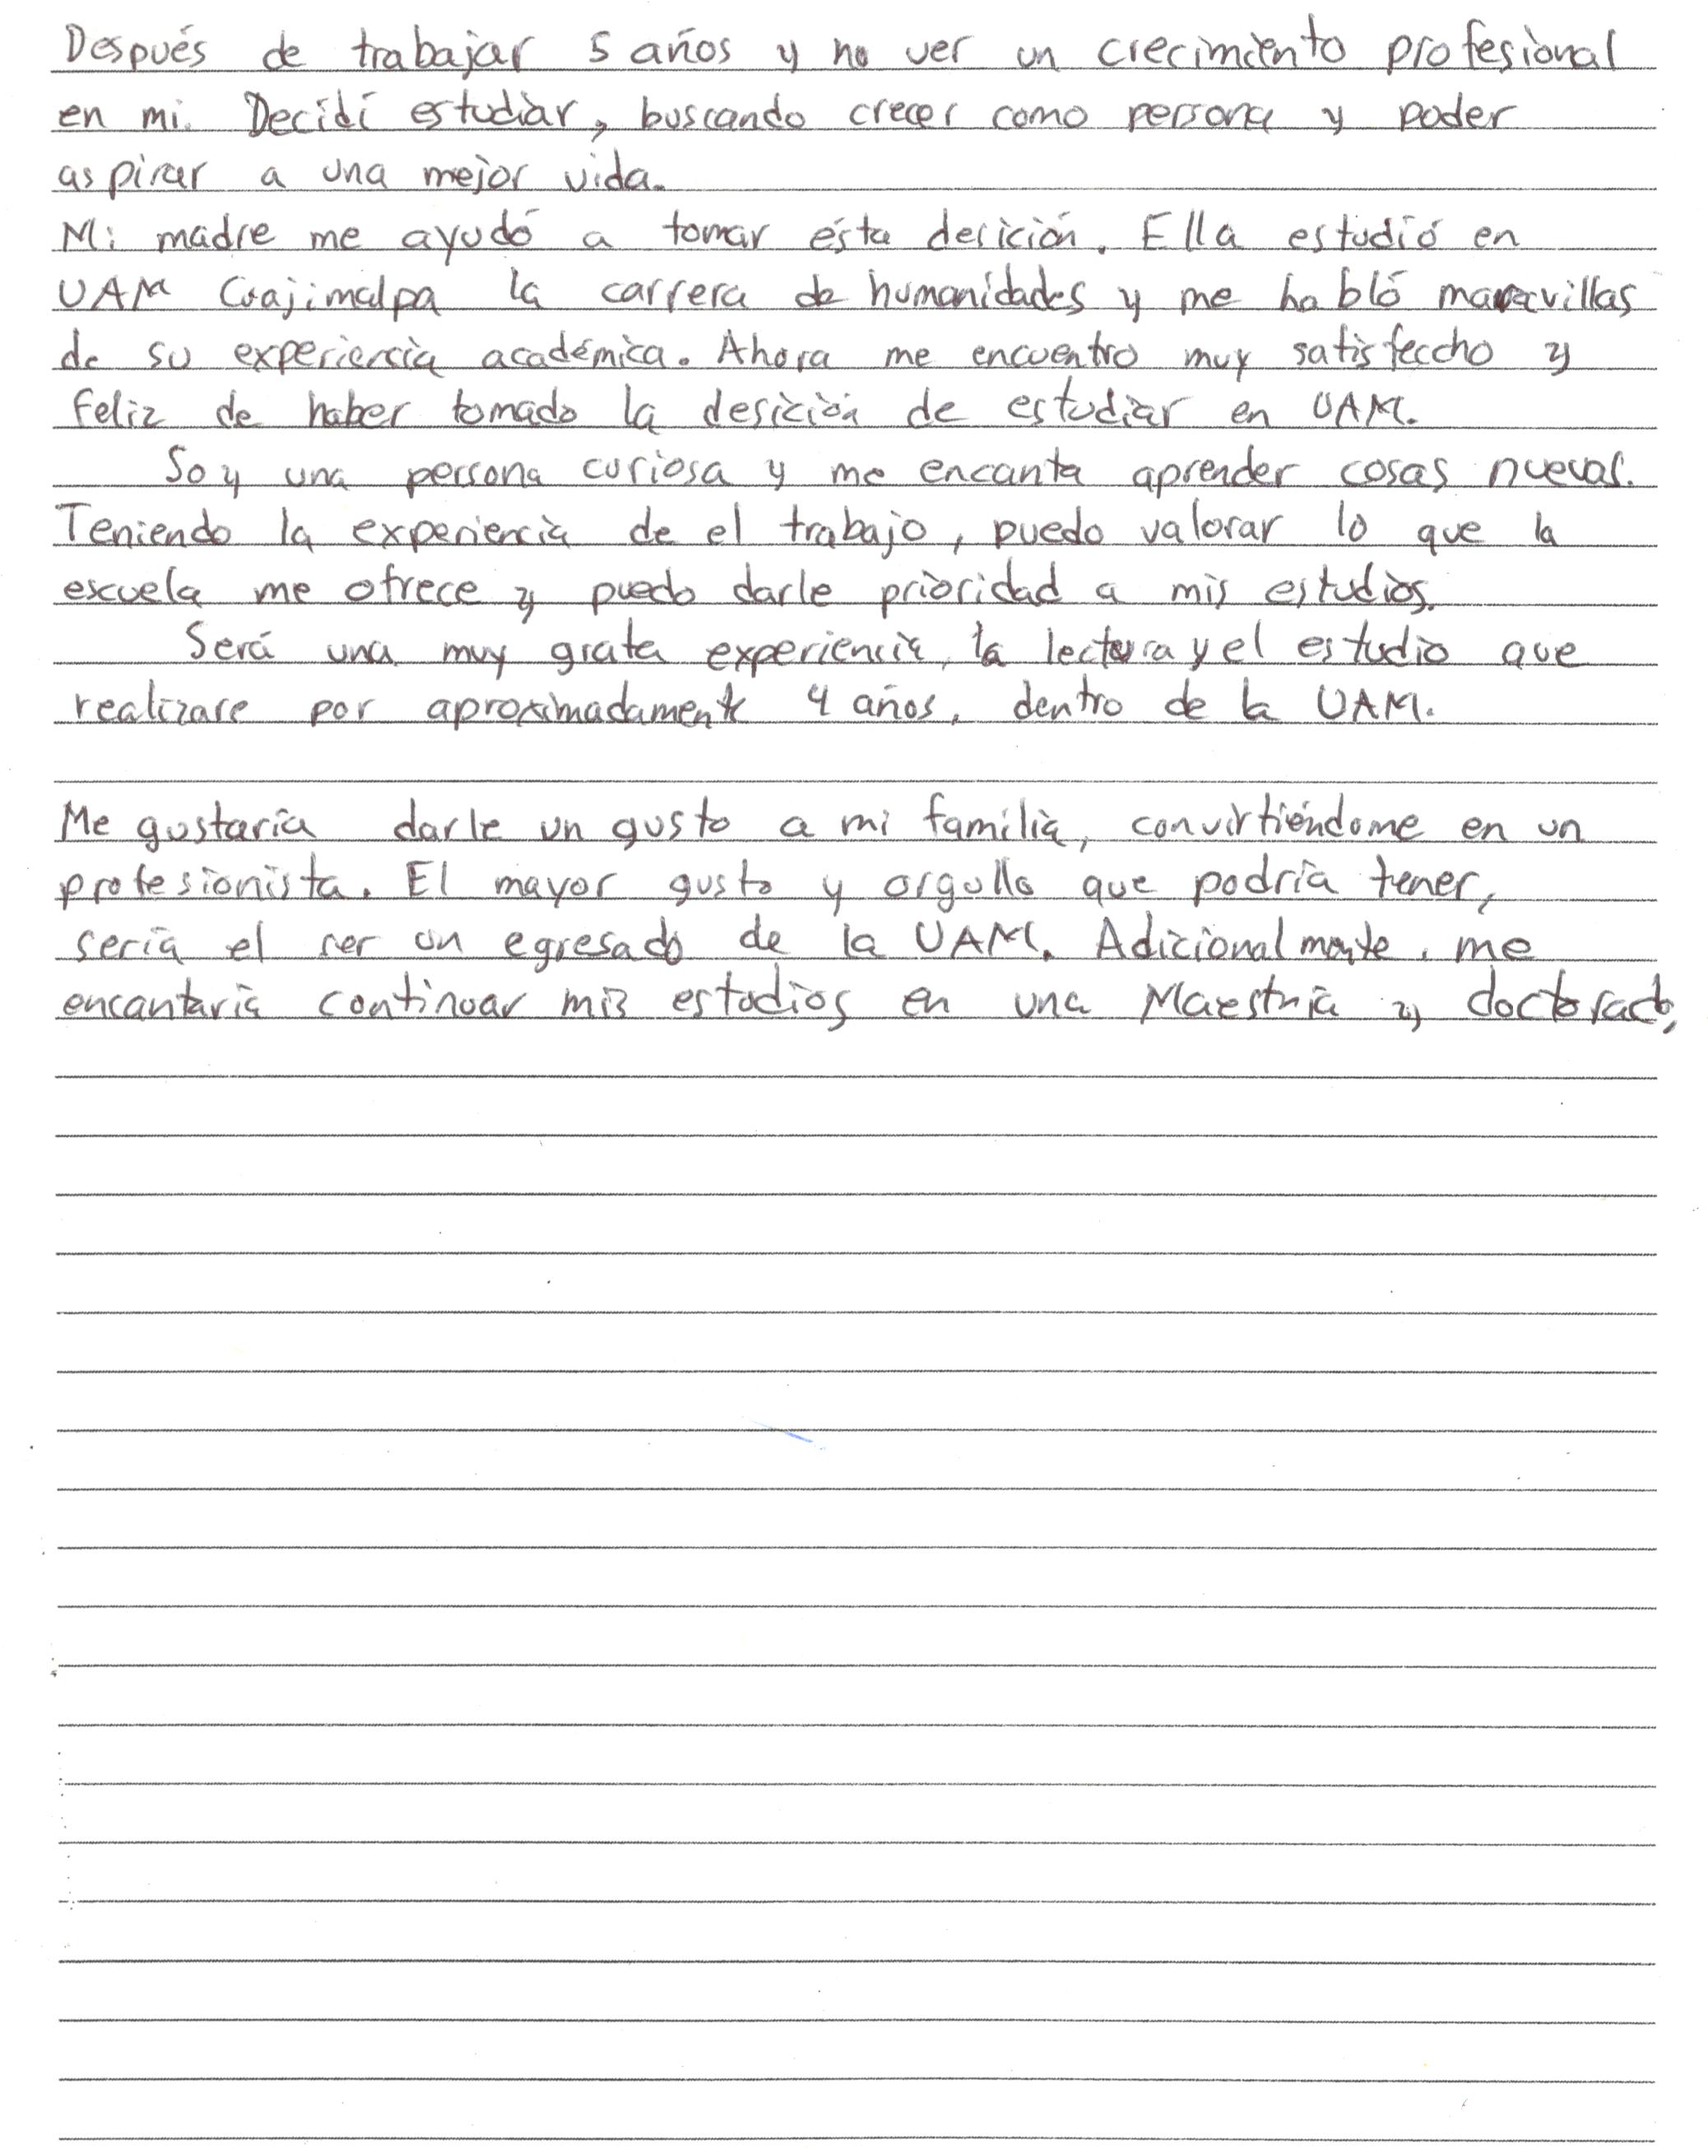 Después de trabajar 5 años y no ver un crecimiento profesional
en mi. Decidí estudiar, buscando crecer como persona y poder
aspirar a una mejor vida.
Mi madre me ayudó a tomar ésta decición. Ella estudió en
UAM Cuajimalpa la carrera de humanidades y me habló maravillas
de su experiencia académica. Ahora me encuentro muy satisfeccho y
feliz de haber tomado la desición de estudiar en UAM.
Soy una persona curiosa y me encanta aprender cosas nuevas.
Teniendo la experiencia de el trabajo, puedo valorar lo que la
escuela me ofrece y puedo darle prioridad a mis estudios.
Será una muy grata experiencia, la lectura y el estudio que
realizare por aproximadamente 4 años, dentro de la UAM.
Me gustaría darle un gusto a mi familia, convirtiéndome en un
profesionista. El mayor gusto y orgullo que podría tener,
sería el ser un egresado de la UAM. Adicionalmente, me
encantaría continuar mis estudios en una Maestría y doctorado,